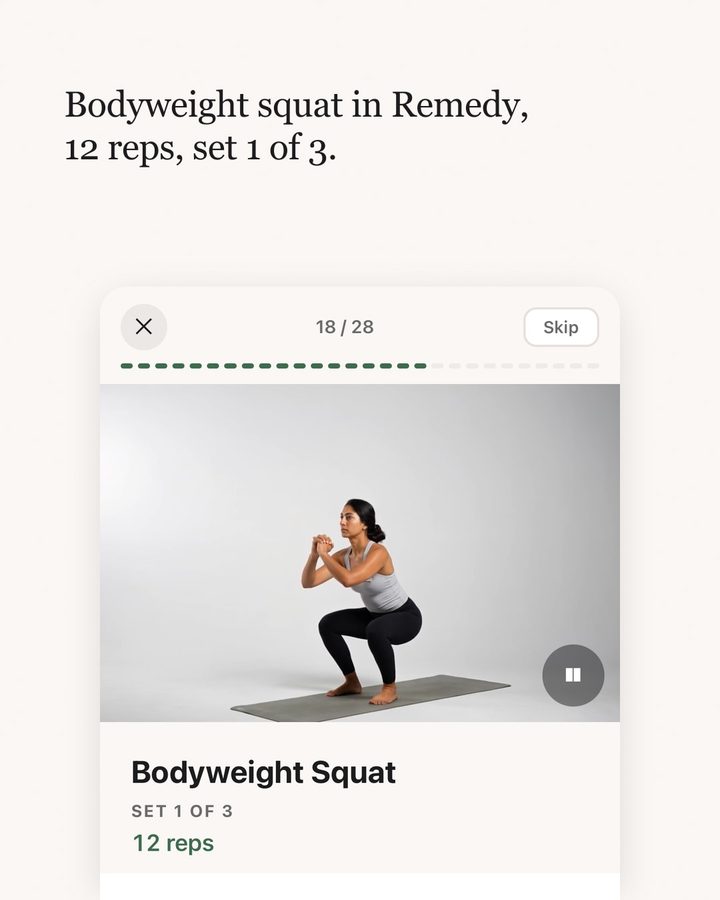 Bodyweight squat in Remedy,
12 reps, set 1 of 3.
18 / 28
Skip
Bodyweight Squat
SET 1 OF 3
12 reps